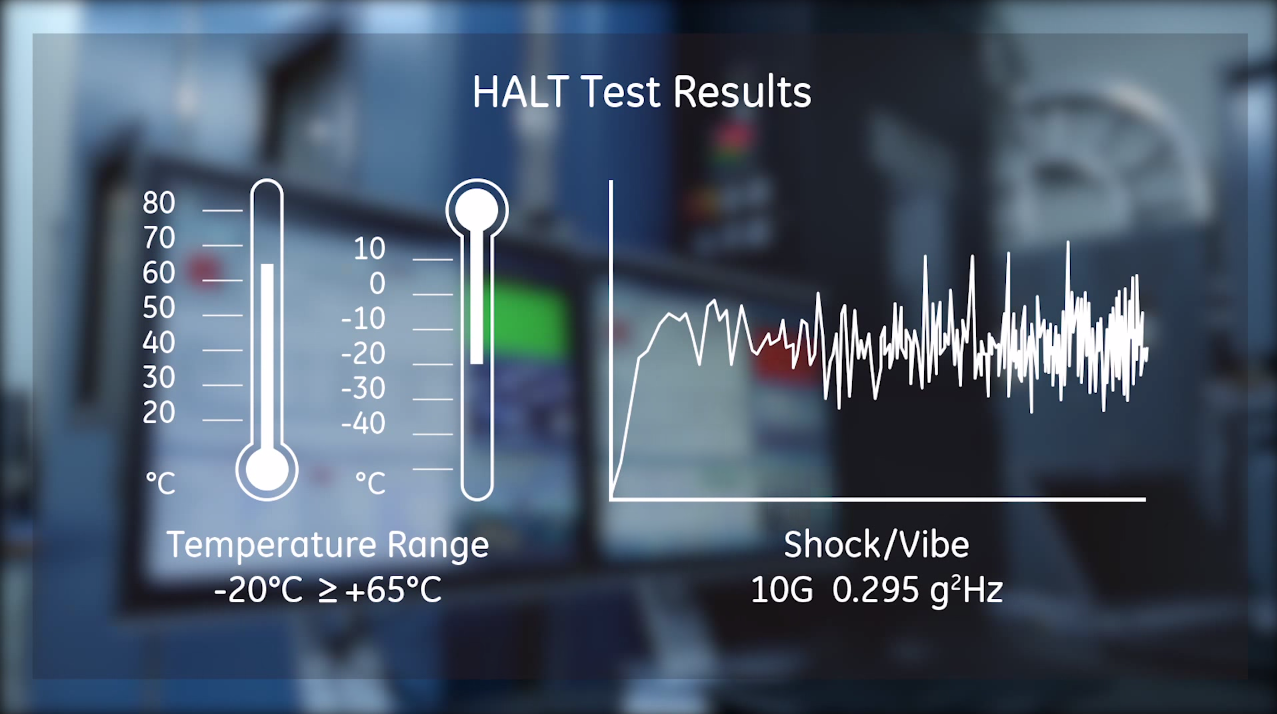 HALT Test Results
80
70
60
50
40
30
20
°C
10
0
-10
-20
-30
-40
°C
Temperature Range
-20°C ≥ +65°C
Shock/Vibe
10G 0.295 g²Hz